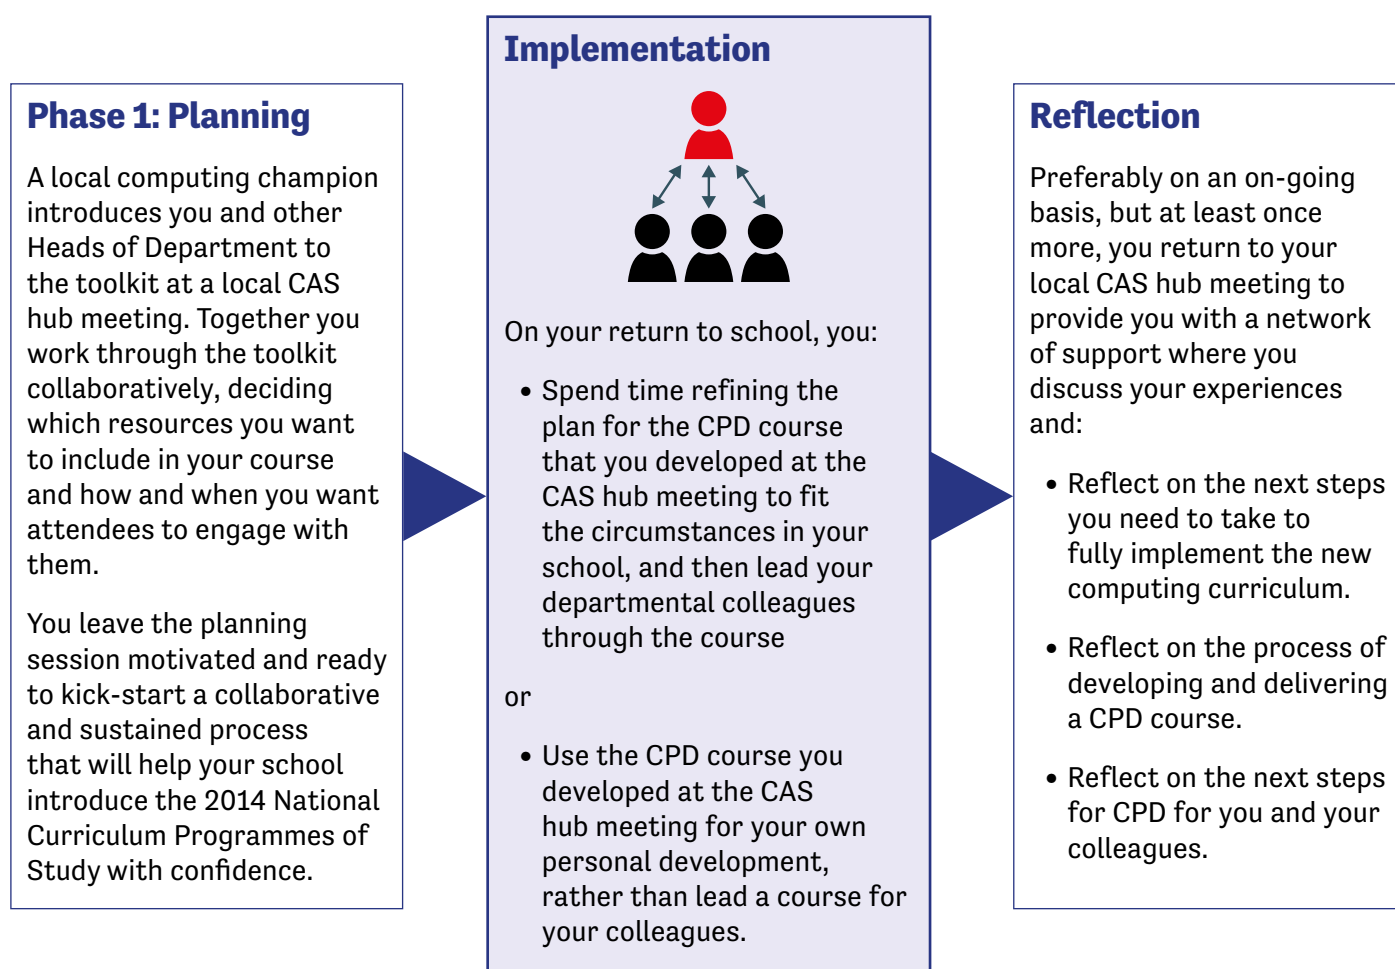 Phase 1: Planning
A local computing champion
introduces you and other
Heads of Department to
the toolkit at a local CAS
hub meeting. Together you
work through the toolkit
collaboratively, deciding
which resources you want
to include in your course
and how and when you want
attendees to engage with
them.
You leave the planning
session motivated and ready
to kick-start a collaborative
and sustained process
that will help your school
introduce the 2014 National
Curriculum Programmes of
Study with confidence.
Implementation
On your return to school, you:
• Spend time refining the
plan for the CPD course
that you developed at the
CAS hub meeting to fit
the circumstances in your
school, and then lead your
departmental colleagues
through the course
or
• Use the CPD course you
developed at the CAS
hub meeting for your own
personal development,
rather than lead a course for
your colleagues.
Reflection
Preferably on an on-going
basis, but at least once
more, you return to your
local CAS hub meeting to
provide you with a network
of support where you
discuss your experiences
and:
• Reflect on the next steps
you need to take to
fully implement the new
computing curriculum.
• Reflect on the process of
developing and delivering
a CPD course.
• Reflect on the next steps
for CPD for you and your
colleagues.